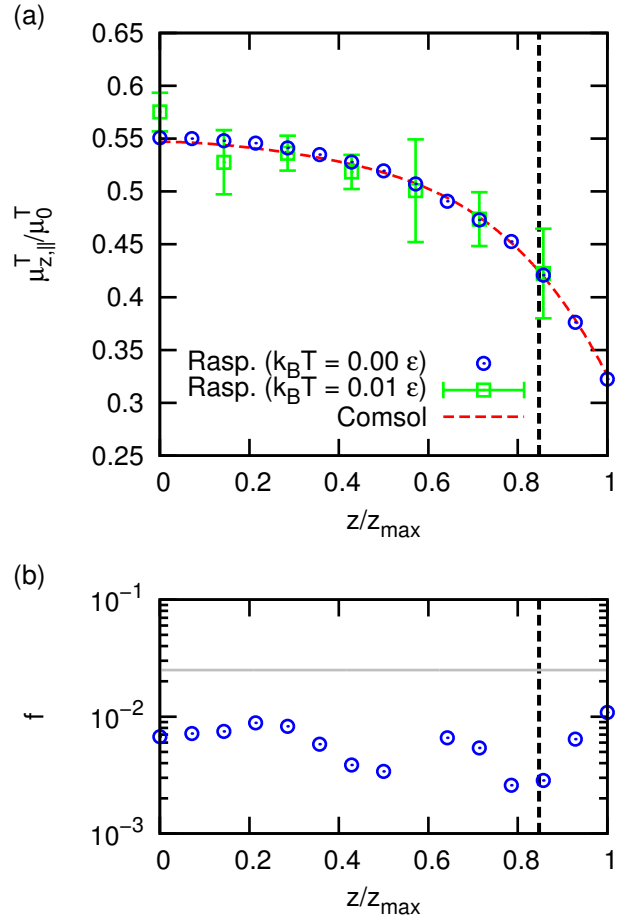 (a)
0.65
0.6
0.55
0.5
0.45
0.4
0.35
0.3
0.25
μ^T_{z,||}/μ^T_0
Rasp. (k_BT = 0.00 ε)
Rasp. (k_BT = 0.01 ε)
Comsol
0 0.2 0.4 0.6 0.8 1
z/z_max
(b)
10^-1
10^-2
10^-3
f
0 0.2 0.4 0.6 0.8 1
z/z_max